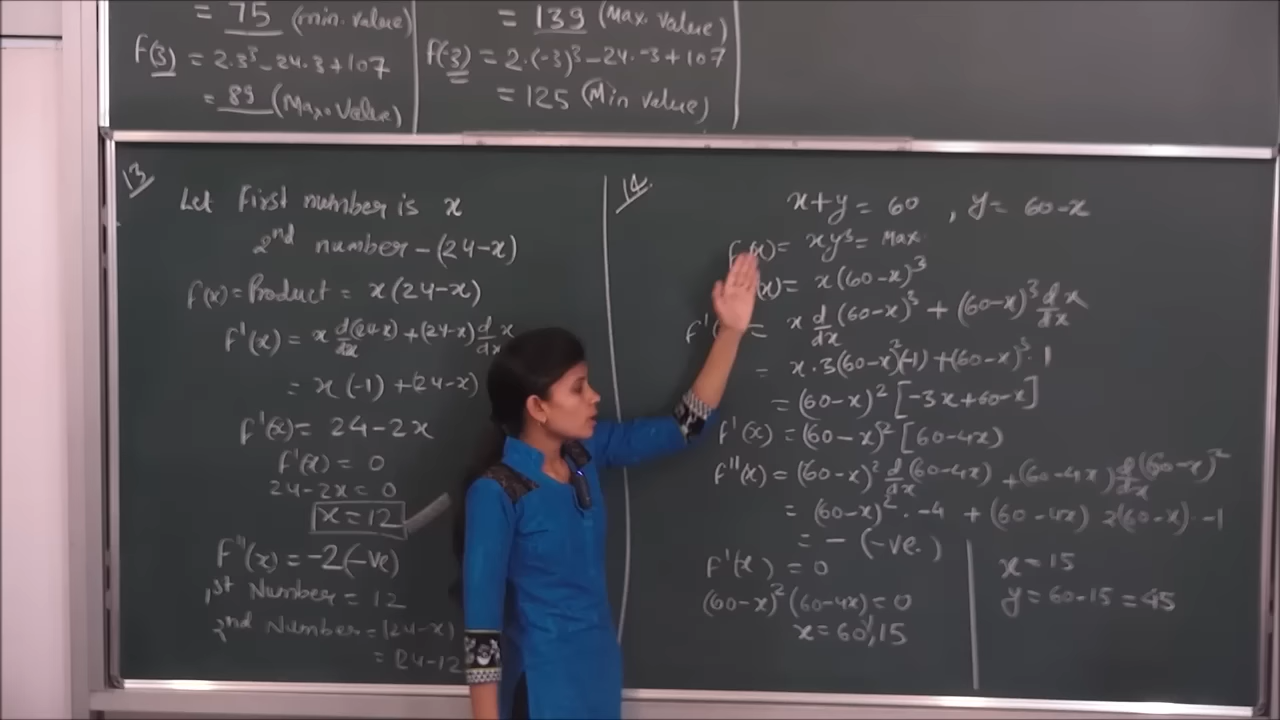 = 75 (min. value)
f(3) = 2.3³-24.3+107
= 89 (Max. Value)
= 139 (Max. value)
f(-3) = 2.(-3)³-24.-3+107
= 125 (Min value)
13
Let First number is x
2nd number - (24-x)
f(x) = Product = x(24-x)
f'(x) = x d/dx (24-x) + (24-x) d/dx x
= x(-1) + (24-x)
f'(x) = 24-2x
f'(x) = 0
24-2x=0
x=12
f''(x) = -2(-ve)
1st Number = 12
2nd Number = (24-x)
= 24-12
14.
x+y = 60 , y = 60-x
f(x) = xy³ = Max.
(x) = x(60-x)³
f'( = x d/dx (60-x)³ + (60-x)³ d/dx x
= x.3(60-x)²(-1) + (60-x)³.1
= (60-x)² [-3x+60-x]
f'(x) = (60-x)² [60-4x)
f''(x) = (60-x)² d/dx (60-4x) + (60-4x) d/dx (60-x)²
= (60-x)². -4 + (60-4x) 2(60-x).-1
= - (-ve.)
f'(x) = 0
(60-x)² (60-4x) = 0
x = 60, 15
x = 15
y = 60-15 = 45